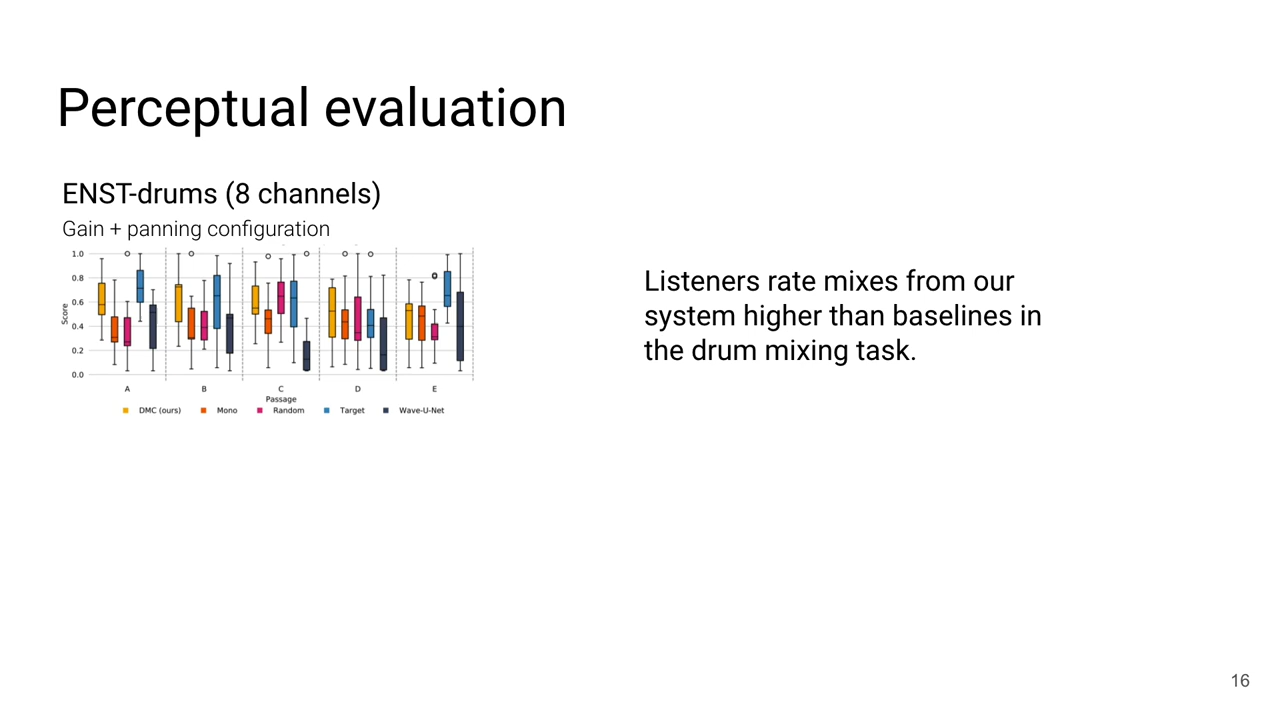 Perceptual evaluation
ENST-drums (8 channels)
Gain + panning configuration
1.0
0.8
0.6
0.4
0.2
0.0
Score
A B C D E
Passage
DMC (ours) Mono Random Target Wave-U-Net
Listeners rate mixes from our
system higher than baselines in
the drum mixing task.
16